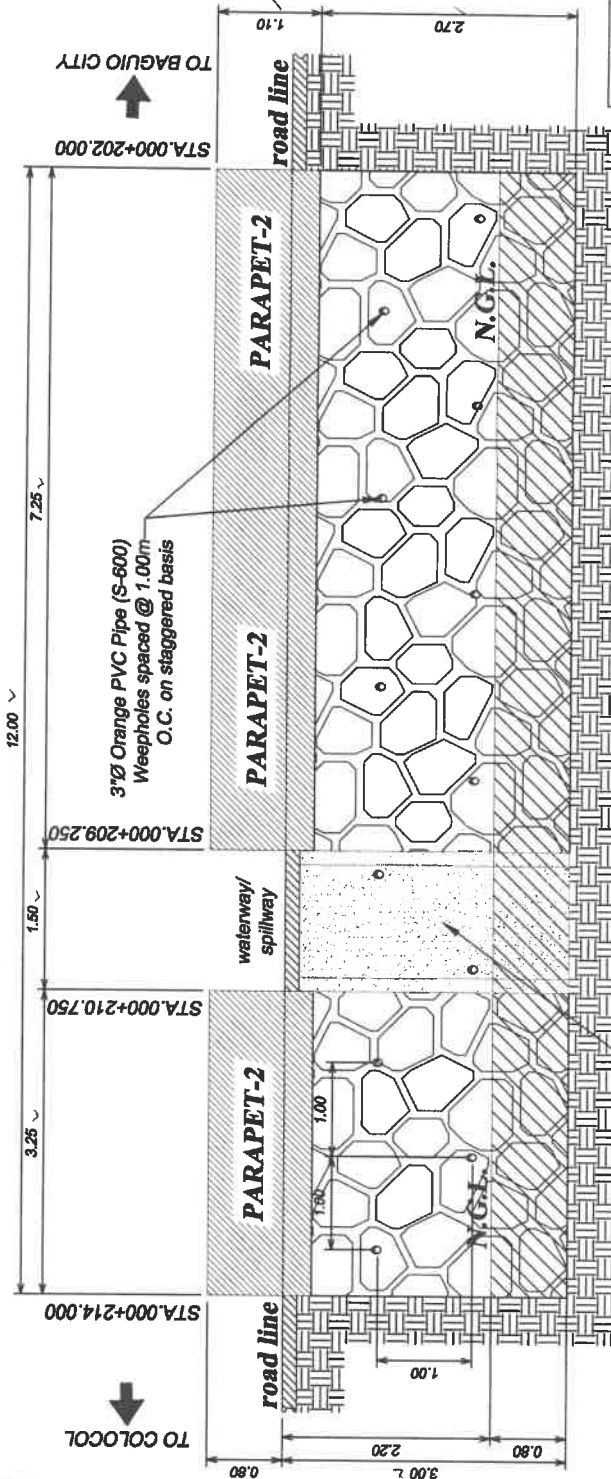 TO COLOCOL
TO BAGUIO CITY
12.00
3.25
1.50
7.25
STA.000+214.000
STA.000+210.750
STA.000+209.250
STA.000+202.000
3"Ø Orange PVC Pipe (S-600)
Weepholes spaced @ 1.00m
O.C. on staggered basis
PARAPET-2
waterway/
spillway
PARAPET-2
PARAPET-2
road line
road line
0.80
1.10
2.70
1.00
1.00
N.G.L.
N.G.L.
1.00
2.20
0.80
3.00